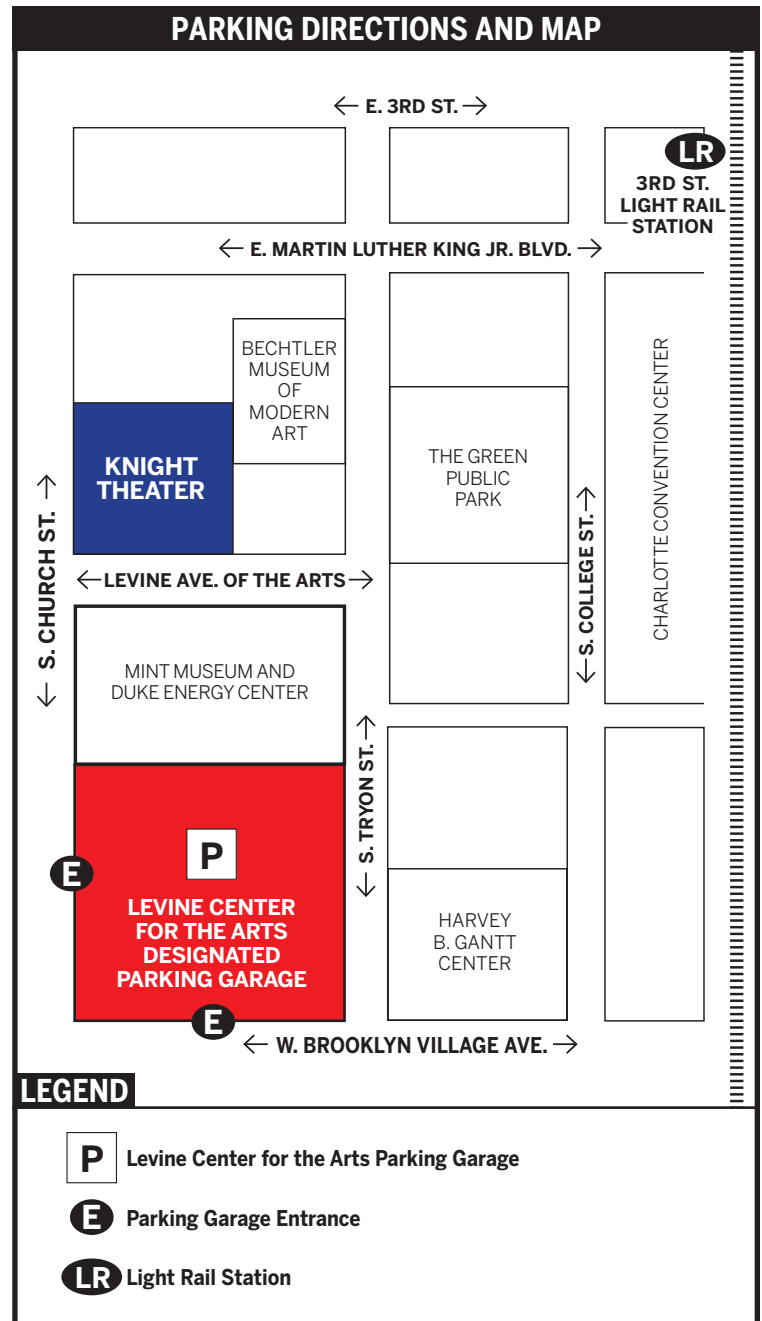 PARKING DIRECTIONS AND MAP
E. 3RD ST.
LR
3RD ST.
LIGHT RAIL
STATION
E. MARTIN LUTHER KING JR. BLVD.
BECHTLER
MUSEUM
OF
MODERN
ART
KNIGHT
THEATER
THE GREEN
PUBLIC
PARK
CHARLOTTE CONVENTION CENTER
S. CHURCH ST.
S. COLLEGE ST.
LEVINE AVE. OF THE ARTS
MINT MUSEUM AND
DUKE ENERGY CENTER
S. TRYON ST.
P
E
LEVINE CENTER
FOR THE ARTS
DESIGNATED
PARKING GARAGE
HARVEY
B. GANTT
CENTER
E
W. BROOKLYN VILLAGE AVE.
LEGEND
P Levine Center for the Arts Parking Garage
E Parking Garage Entrance
LR Light Rail Station